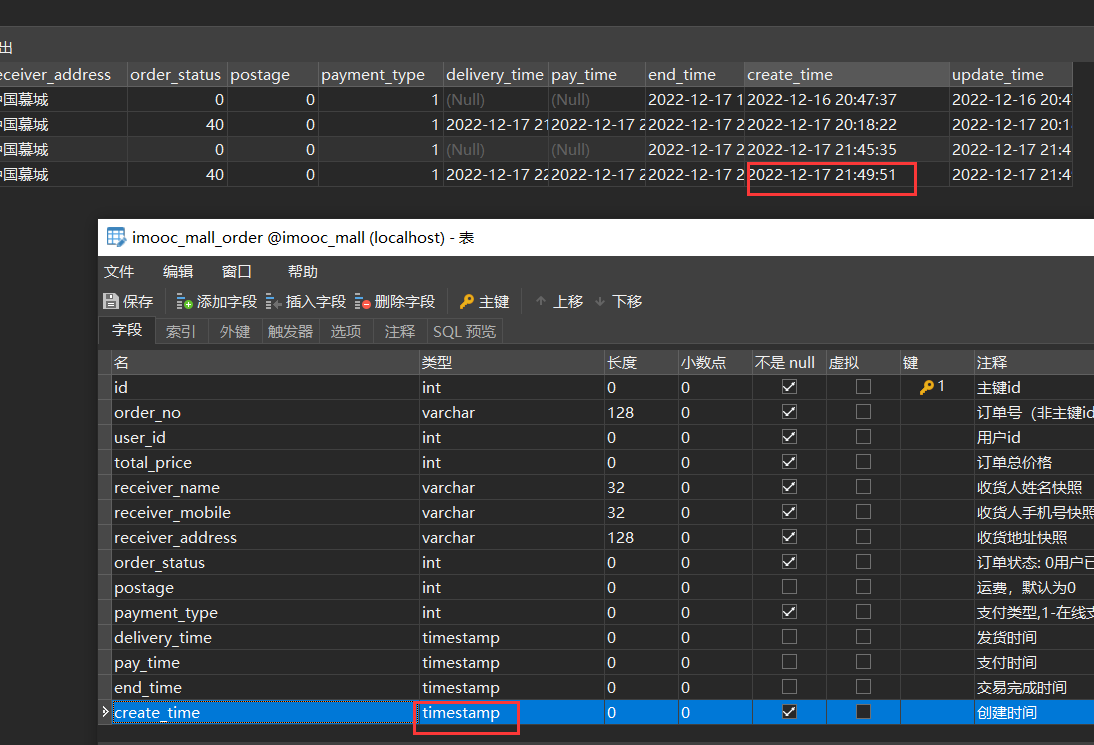 出
eceiver_address order_status postage payment_type delivery_time pay_time end_time create_time update_time
中国慕城 0 0 1 (Null) (Null) 2022-12-17 1 2022-12-16 20:47:37 2022-12-16 20:4
中国慕城 40 0 1 2022-12-17 21 2022-12-17 2 2022-12-17 2 2022-12-17 20:18:22 2022-12-17 20:1
中国慕城 0 0 1 (Null) (Null) 2022-12-17 2 2022-12-17 21:45:35 2022-12-17 21:4
中国慕城 40 0 1 2022-12-17 22 2022-12-17 2 2022-12-17 2 2022-12-17 21:49:51 2022-12-17 21:4
imooc_mall_order @imooc_mall (localhost) - 表
文件 编辑 窗口 帮助
保存 添加字段 插入字段 删除字段 主键 上移 下移
字段 索引 外键 触发器 选项 注释 SQL 预览
名 类型 长度 小数点 不是 null 虚拟 键 注释
id int 0 0 1 主键id
order_no varchar 128 0 订单号（非主键id
user_id int 0 0 用户id
total_price int 0 0 订单总价格
receiver_name varchar 32 0 收货人姓名快照
receiver_mobile varchar 32 0 收货人手机号快照
receiver_address varchar 128 0 收货地址快照
order_status int 0 0 订单状态: 0用户已
postage int 0 0 运费，默认为0
payment_type int 0 0 支付类型,1-在线支
delivery_time timestamp 0 0 发货时间
pay_time timestamp 0 0 支付时间
end_time timestamp 0 0 交易完成时间
create_time timestamp 0 0 创建时间